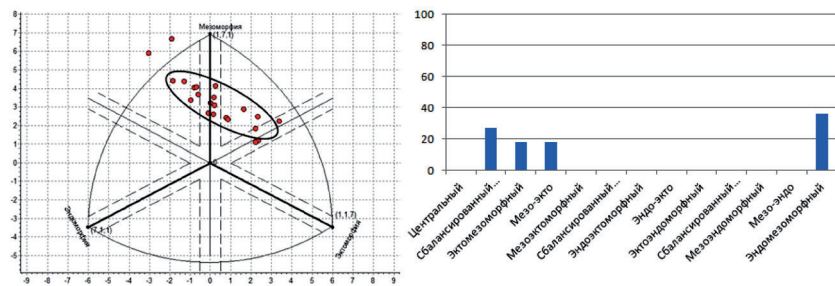 8
7
6
5
4
3
2
1
0
-1
-2
-3
-4
-5
-9 -8 -7 -6 -5 -4 -3 -2 -1 0 1 2 3 4 5 6 7 8 9
Мезоморфия
(1,7,1)
0
Эндоморфия
(7,1,1)
(1,1,7)
Эктоморфия
100
80
60
40
20
0
Центральный
Сбалансированный...
Эктомезоморфный
Мезо-экто
Мезоэктоморфный
Сбалансированный...
Эндоэктоморфный
Эндо-экто
Эктоэндоморфный
Сбалансированный...
Мезоэндоморфный
Мезо-эндо
Эндомезоморфный